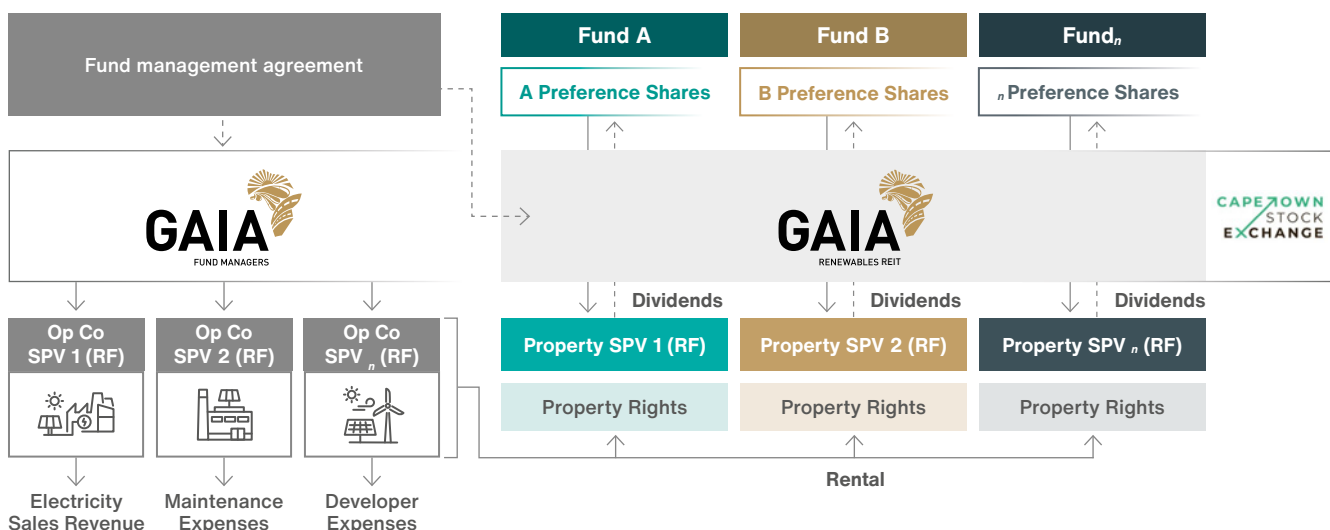 Fund management agreement
Fund A
Fund B
Fundn
A Preference Shares
B Preference Shares
n Preference Shares
GAIA
FUND MANAGERS
GAIA
RENEWABLES REIT
CAPETOWN
STOCK
EXCHANGE
Dividends
Dividends
Dividends
Op Co
SPV 1 (RF)
Op Co
SPV 2 (RF)
Op Co
SPV n (RF)
Property SPV 1 (RF)
Property SPV 2 (RF)
Property SPV n (RF)
Property Rights
Property Rights
Property Rights
Rental
Electricity
Sales Revenue
Maintenance
Expenses
Developer
Expenses